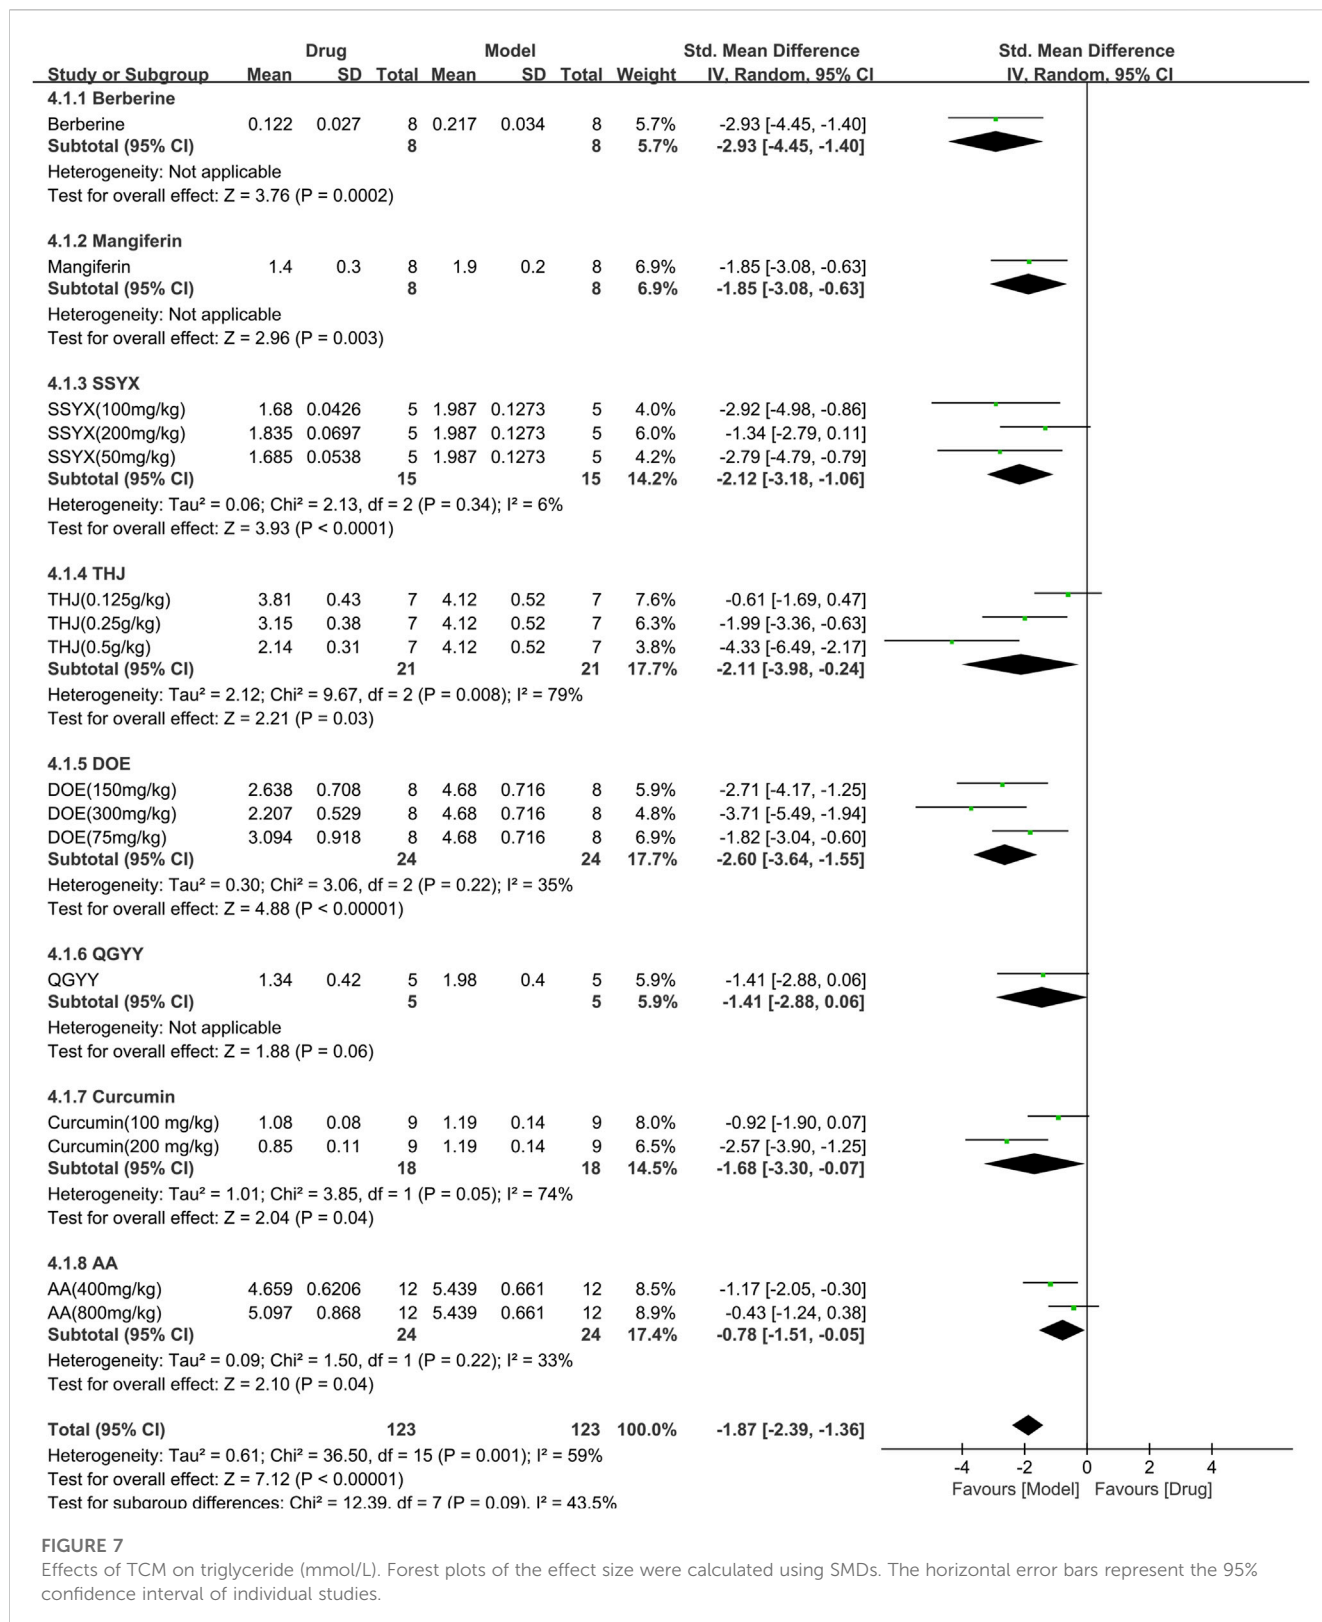 Drug Model Std. Mean Difference Std. Mean Difference
Study or Subgroup Mean SD Total Mean SD Total Weight IV, Random, 95% CI IV, Random, 95% CI
4.1.1 Berberine
Berberine 0.122 0.027 8 0.217 0.034 8 5.7% -2.93 [-4.45, -1.40]
Subtotal (95% CI) 8 8 5.7% -2.93 [-4.45, -1.40]
Heterogeneity: Not applicable
Test for overall effect: Z = 3.76 (P = 0.0002)
4.1.2 Mangiferin
Mangiferin 1.4 0.3 8 1.9 0.2 8 6.9% -1.85 [-3.08, -0.63]
Subtotal (95% CI) 8 8 6.9% -1.85 [-3.08, -0.63]
Heterogeneity: Not applicable
Test for overall effect: Z = 2.96 (P = 0.003)
4.1.3 SSYX
SSYX(100mg/kg) 1.68 0.0426 5 1.987 0.1273 5 4.0% -2.92 [-4.98, -0.86]
SSYX(200mg/kg) 1.835 0.0697 5 1.987 0.1273 5 6.0% -1.34 [-2.79, 0.11]
SSYX(50mg/kg) 1.685 0.0538 5 1.987 0.1273 5 4.2% -2.79 [-4.79, -0.79]
Subtotal (95% CI) 15 15 14.2% -2.12 [-3.18, -1.06]
Heterogeneity: Tau² = 0.06; Chi² = 2.13, df = 2 (P = 0.34); I² = 6%
Test for overall effect: Z = 3.93 (P < 0.0001)
4.1.4 THJ
THJ(0.125g/kg) 3.81 0.43 7 4.12 0.52 7 7.6% -0.61 [-1.69, 0.47]
THJ(0.25g/kg) 3.15 0.38 7 4.12 0.52 7 6.3% -1.99 [-3.36, -0.63]
THJ(0.5g/kg) 2.14 0.31 7 4.12 0.52 7 3.8% -4.33 [-6.49, -2.17]
Subtotal (95% CI) 21 21 17.7% -2.11 [-3.98, -0.24]
Heterogeneity: Tau² = 2.12; Chi² = 9.67, df = 2 (P = 0.008); I² = 79%
Test for overall effect: Z = 2.21 (P = 0.03)
4.1.5 DOE
DOE(150mg/kg) 2.638 0.708 8 4.68 0.716 8 5.9% -2.71 [-4.17, -1.25]
DOE(300mg/kg) 2.207 0.529 8 4.68 0.716 8 4.8% -3.71 [-5.49, -1.94]
DOE(75mg/kg) 3.094 0.918 8 4.68 0.716 8 6.9% -1.82 [-3.04, -0.60]
Subtotal (95% CI) 24 24 17.7% -2.60 [-3.64, -1.55]
Heterogeneity: Tau² = 0.30; Chi² = 3.06, df = 2 (P = 0.22); I² = 35%
Test for overall effect: Z = 4.88 (P < 0.00001)
4.1.6 QGYY
QGYY 1.34 0.42 5 1.98 0.4 5 5.9% -1.41 [-2.88, 0.06]
Subtotal (95% CI) 5 5 5.9% -1.41 [-2.88, 0.06]
Heterogeneity: Not applicable
Test for overall effect: Z = 1.88 (P = 0.06)
4.1.7 Curcumin
Curcumin(100 mg/kg) 1.08 0.08 9 1.19 0.14 9 8.0% -0.92 [-1.90, 0.07]
Curcumin(200 mg/kg) 0.85 0.11 9 1.19 0.14 9 6.5% -2.57 [-3.90, -1.25]
Subtotal (95% CI) 18 18 14.5% -1.68 [-3.30, -0.07]
Heterogeneity: Tau² = 1.01; Chi² = 3.85, df = 1 (P = 0.05); I² = 74%
Test for overall effect: Z = 2.04 (P = 0.04)
4.1.8 AA
AA(400mg/kg) 4.659 0.6206 12 5.439 0.661 12 8.5% -1.17 [-2.05, -0.30]
AA(800mg/kg) 5.097 0.868 12 5.439 0.661 12 8.9% -0.43 [-1.24, 0.38]
Subtotal (95% CI) 24 24 17.4% -0.78 [-1.51, -0.05]
Heterogeneity: Tau² = 0.09; Chi² = 1.50, df = 1 (P = 0.22); I² = 33%
Test for overall effect: Z = 2.10 (P = 0.04)
Total (95% CI) 123 123 100.0% -1.87 [-2.39, -1.36]
Heterogeneity: Tau² = 0.61; Chi² = 36.50, df = 15 (P = 0.001); I² = 59%
Test for overall effect: Z = 7.12 (P < 0.00001)
Test for subgroup differences: Chi² = 12.39, df = 7 (P = 0.09), I² = 43.5%
-4 -2 0 2 4
Favours [Model] Favours [Drug]
FIGURE 7
Effects of TCM on triglyceride (mmol/L). Forest plots of the effect size were calculated using SMDs. The horizontal error bars represent the 95%
confidence interval of individual studies.